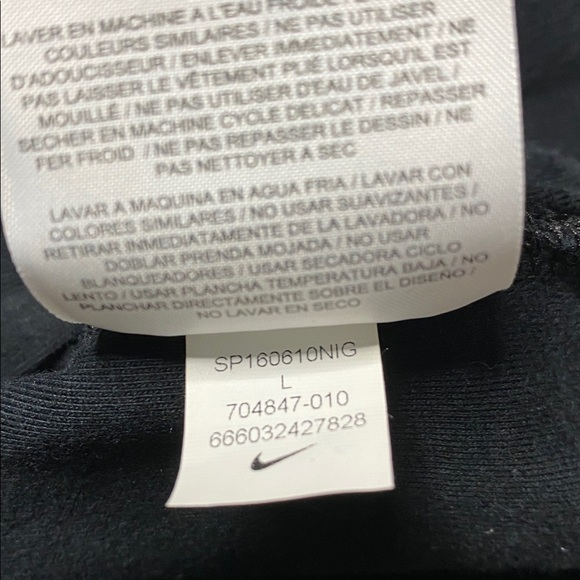 LAVER EN MACHINE A L'EAU FROIDE /
COULEURS SIMILAIRES / NE PAS UTILISER
D'ADOUCISSEUR / ENLEVER IMMEDIATEMENT / NE
PAS LAISSER LE VÊTEMENT PLIÉ LORSQU'IL EST
MOUILLÉ / NE PAS UTILISER D'EAU DE JAVEL /
SECHER EN MACHINE CYCLE DELICAT / REPASSER
FER FROID / NE PAS REPASSER LE DESSIN / NE
PAS NETTOYER A SEC
LAVAR A MAQUINA EN AGUA FRIA / LAVAR CON
COLORES SIMILARES / NO USAR SUAVIZANTES /
RETIRAR INMEDIATAMENTE DE LA LAVADORA / NO
DOBLAR PRENDA MOJADA / NO USAR
BLANQUEADORES / USAR SECADORA CICLO
LENTO / USAR PLANCHA TEMPERATURA BAJA / NO
PLANCHAR DIRECTAMENTE SOBRE EL DISEÑO /
NO LAVAR EN SECO
SP160610NIG
L
704847-010
666032427828